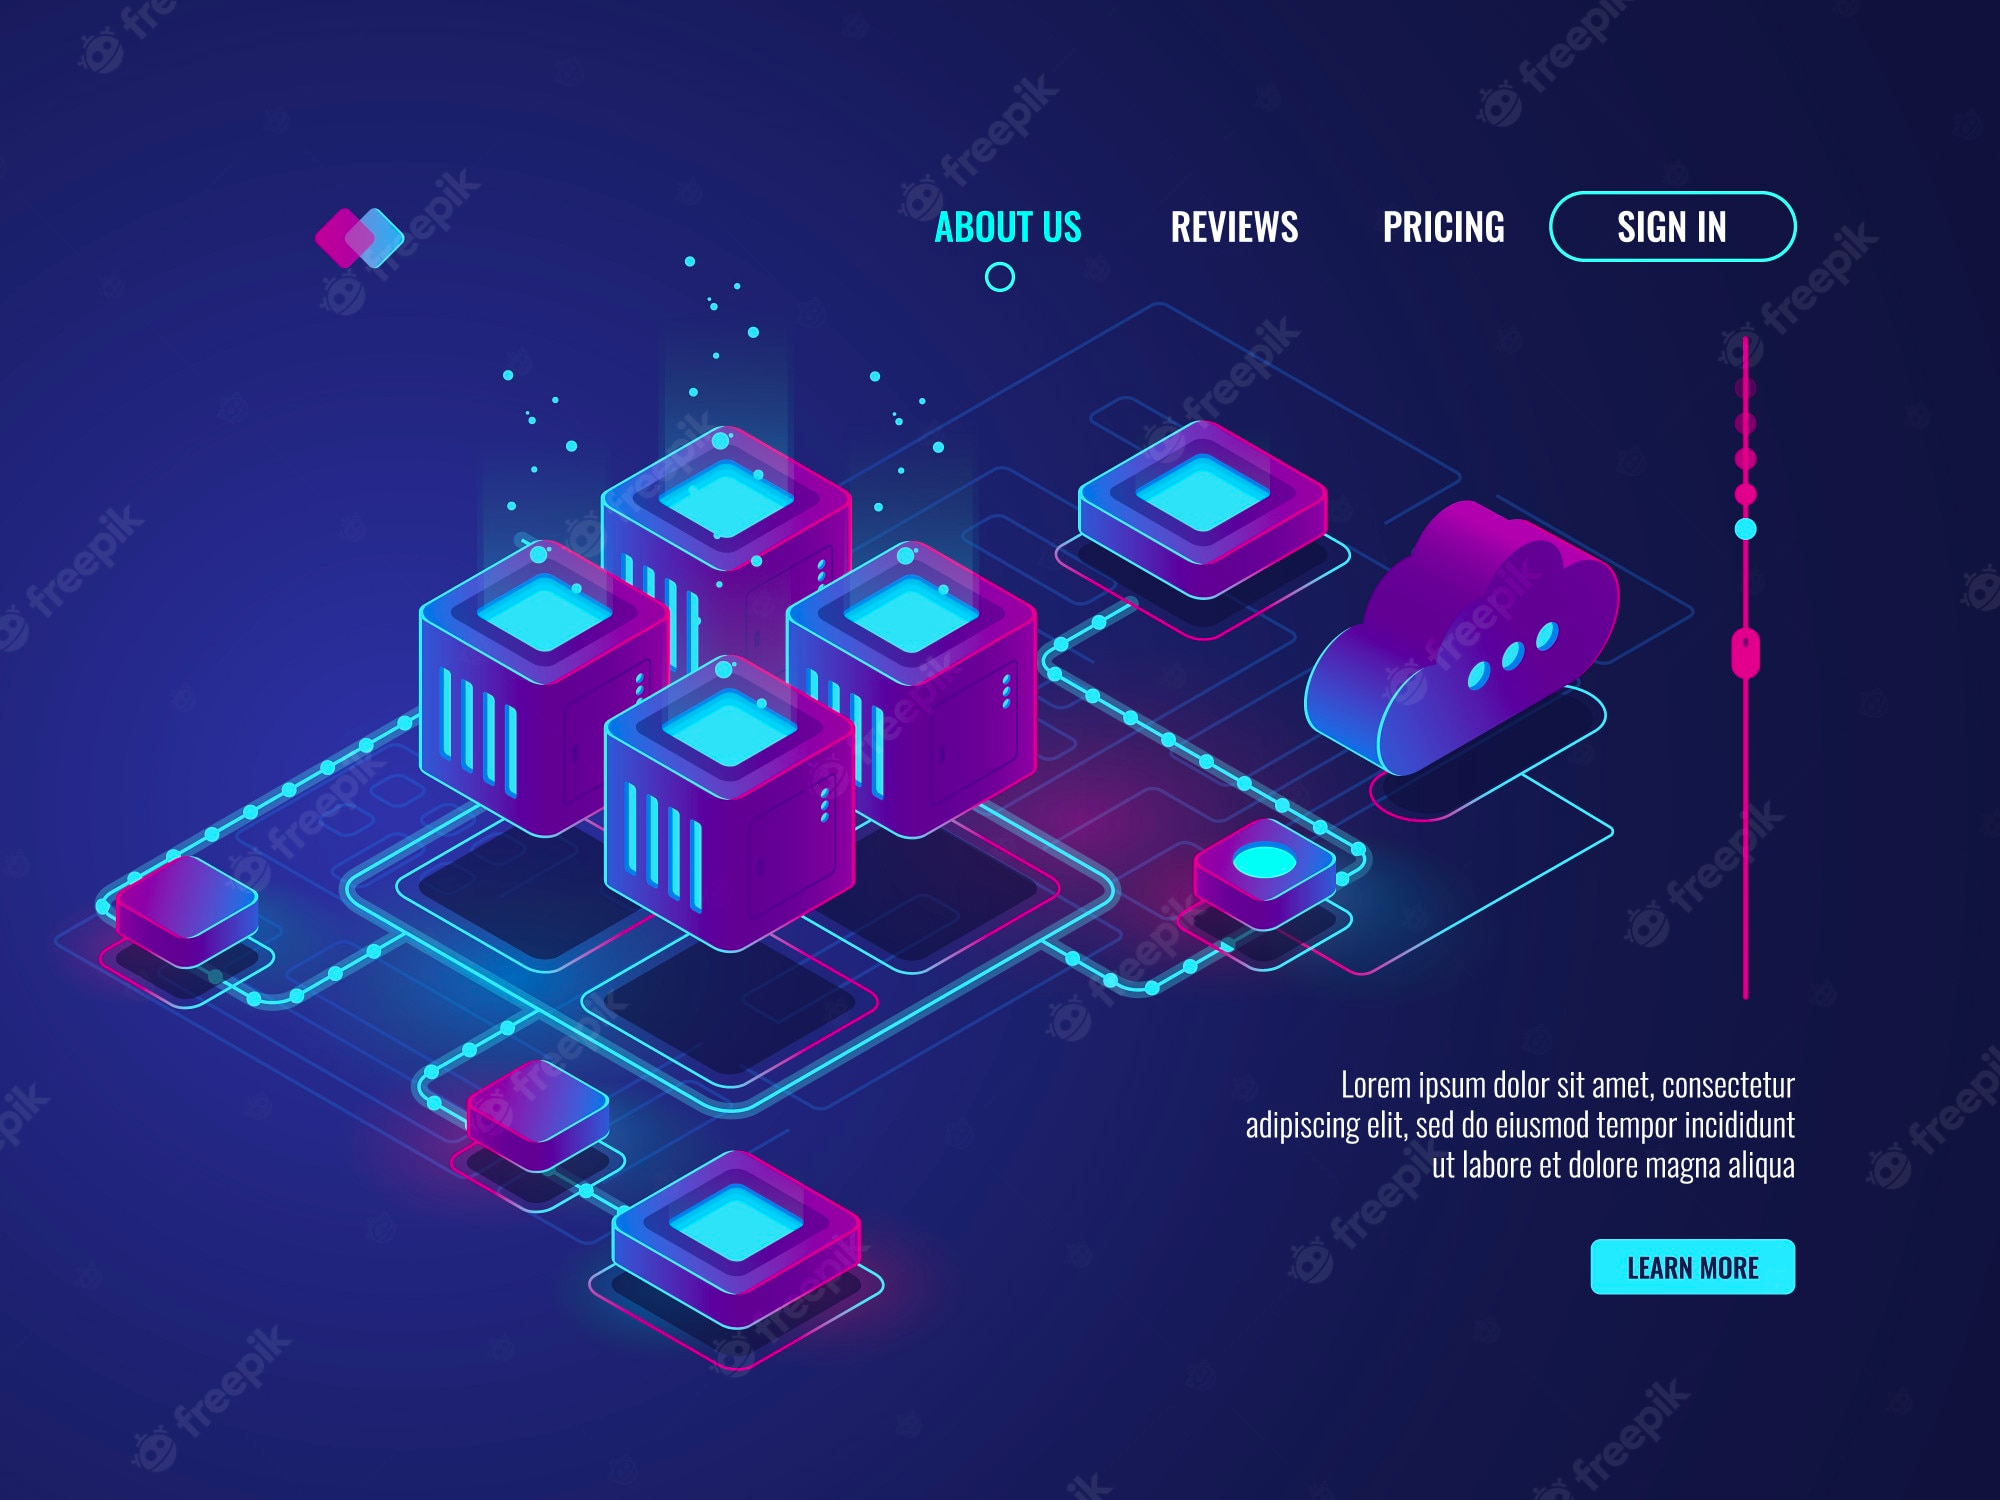 ABOUT US REVIEWS PRICING SIGN IN
Lorem ipsum dolor sit amet, consectetur
adipiscing elit, sed do eiusmod tempor incididunt
ut labore et dolore magna aliqua
LEARN MORE
freepik